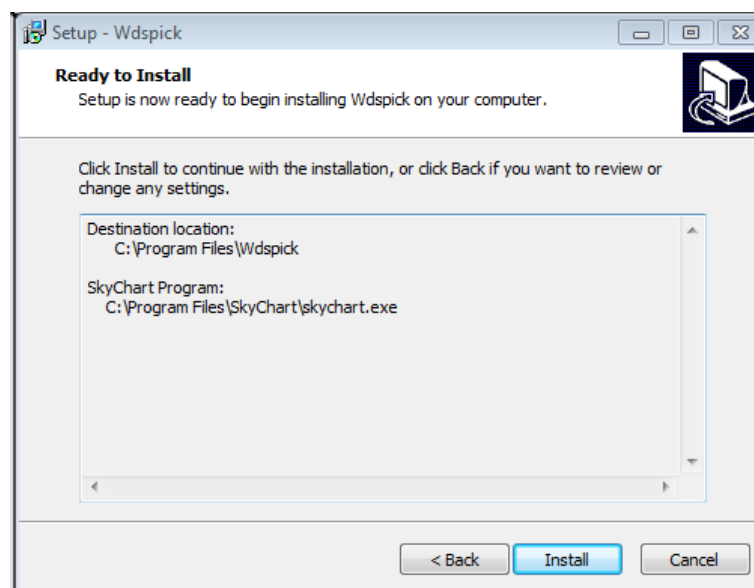 Setup - Wdspick
Ready to Install
Setup is now ready to begin installing Wdspick on your computer.
Click Install to continue with the installation, or click Back if you want to review or
change any settings.
Destination location:
C:\Program Files\Wdspick
SkyChart Program:
C:\Program Files\SkyChart\skychart.exe
< Back
Install
Cancel